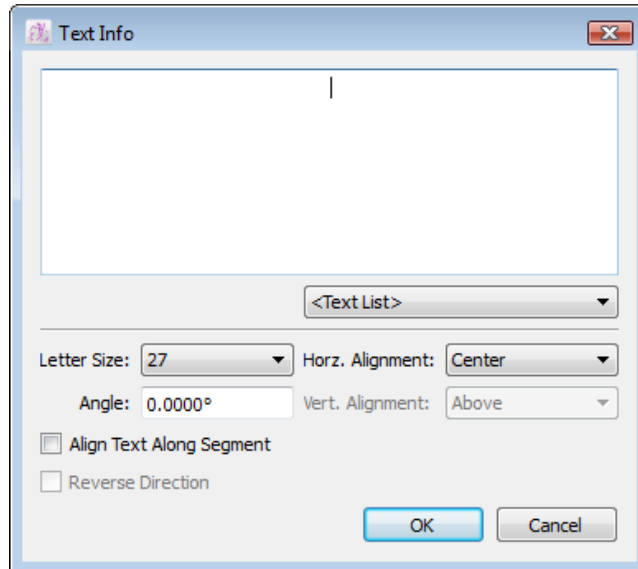 Text Info
<Text List>
Letter Size: 27 Horz. Alignment: Center
Angle: 0.0000° Vert. Alignment: Above
Align Text Along Segment
Reverse Direction
OK Cancel